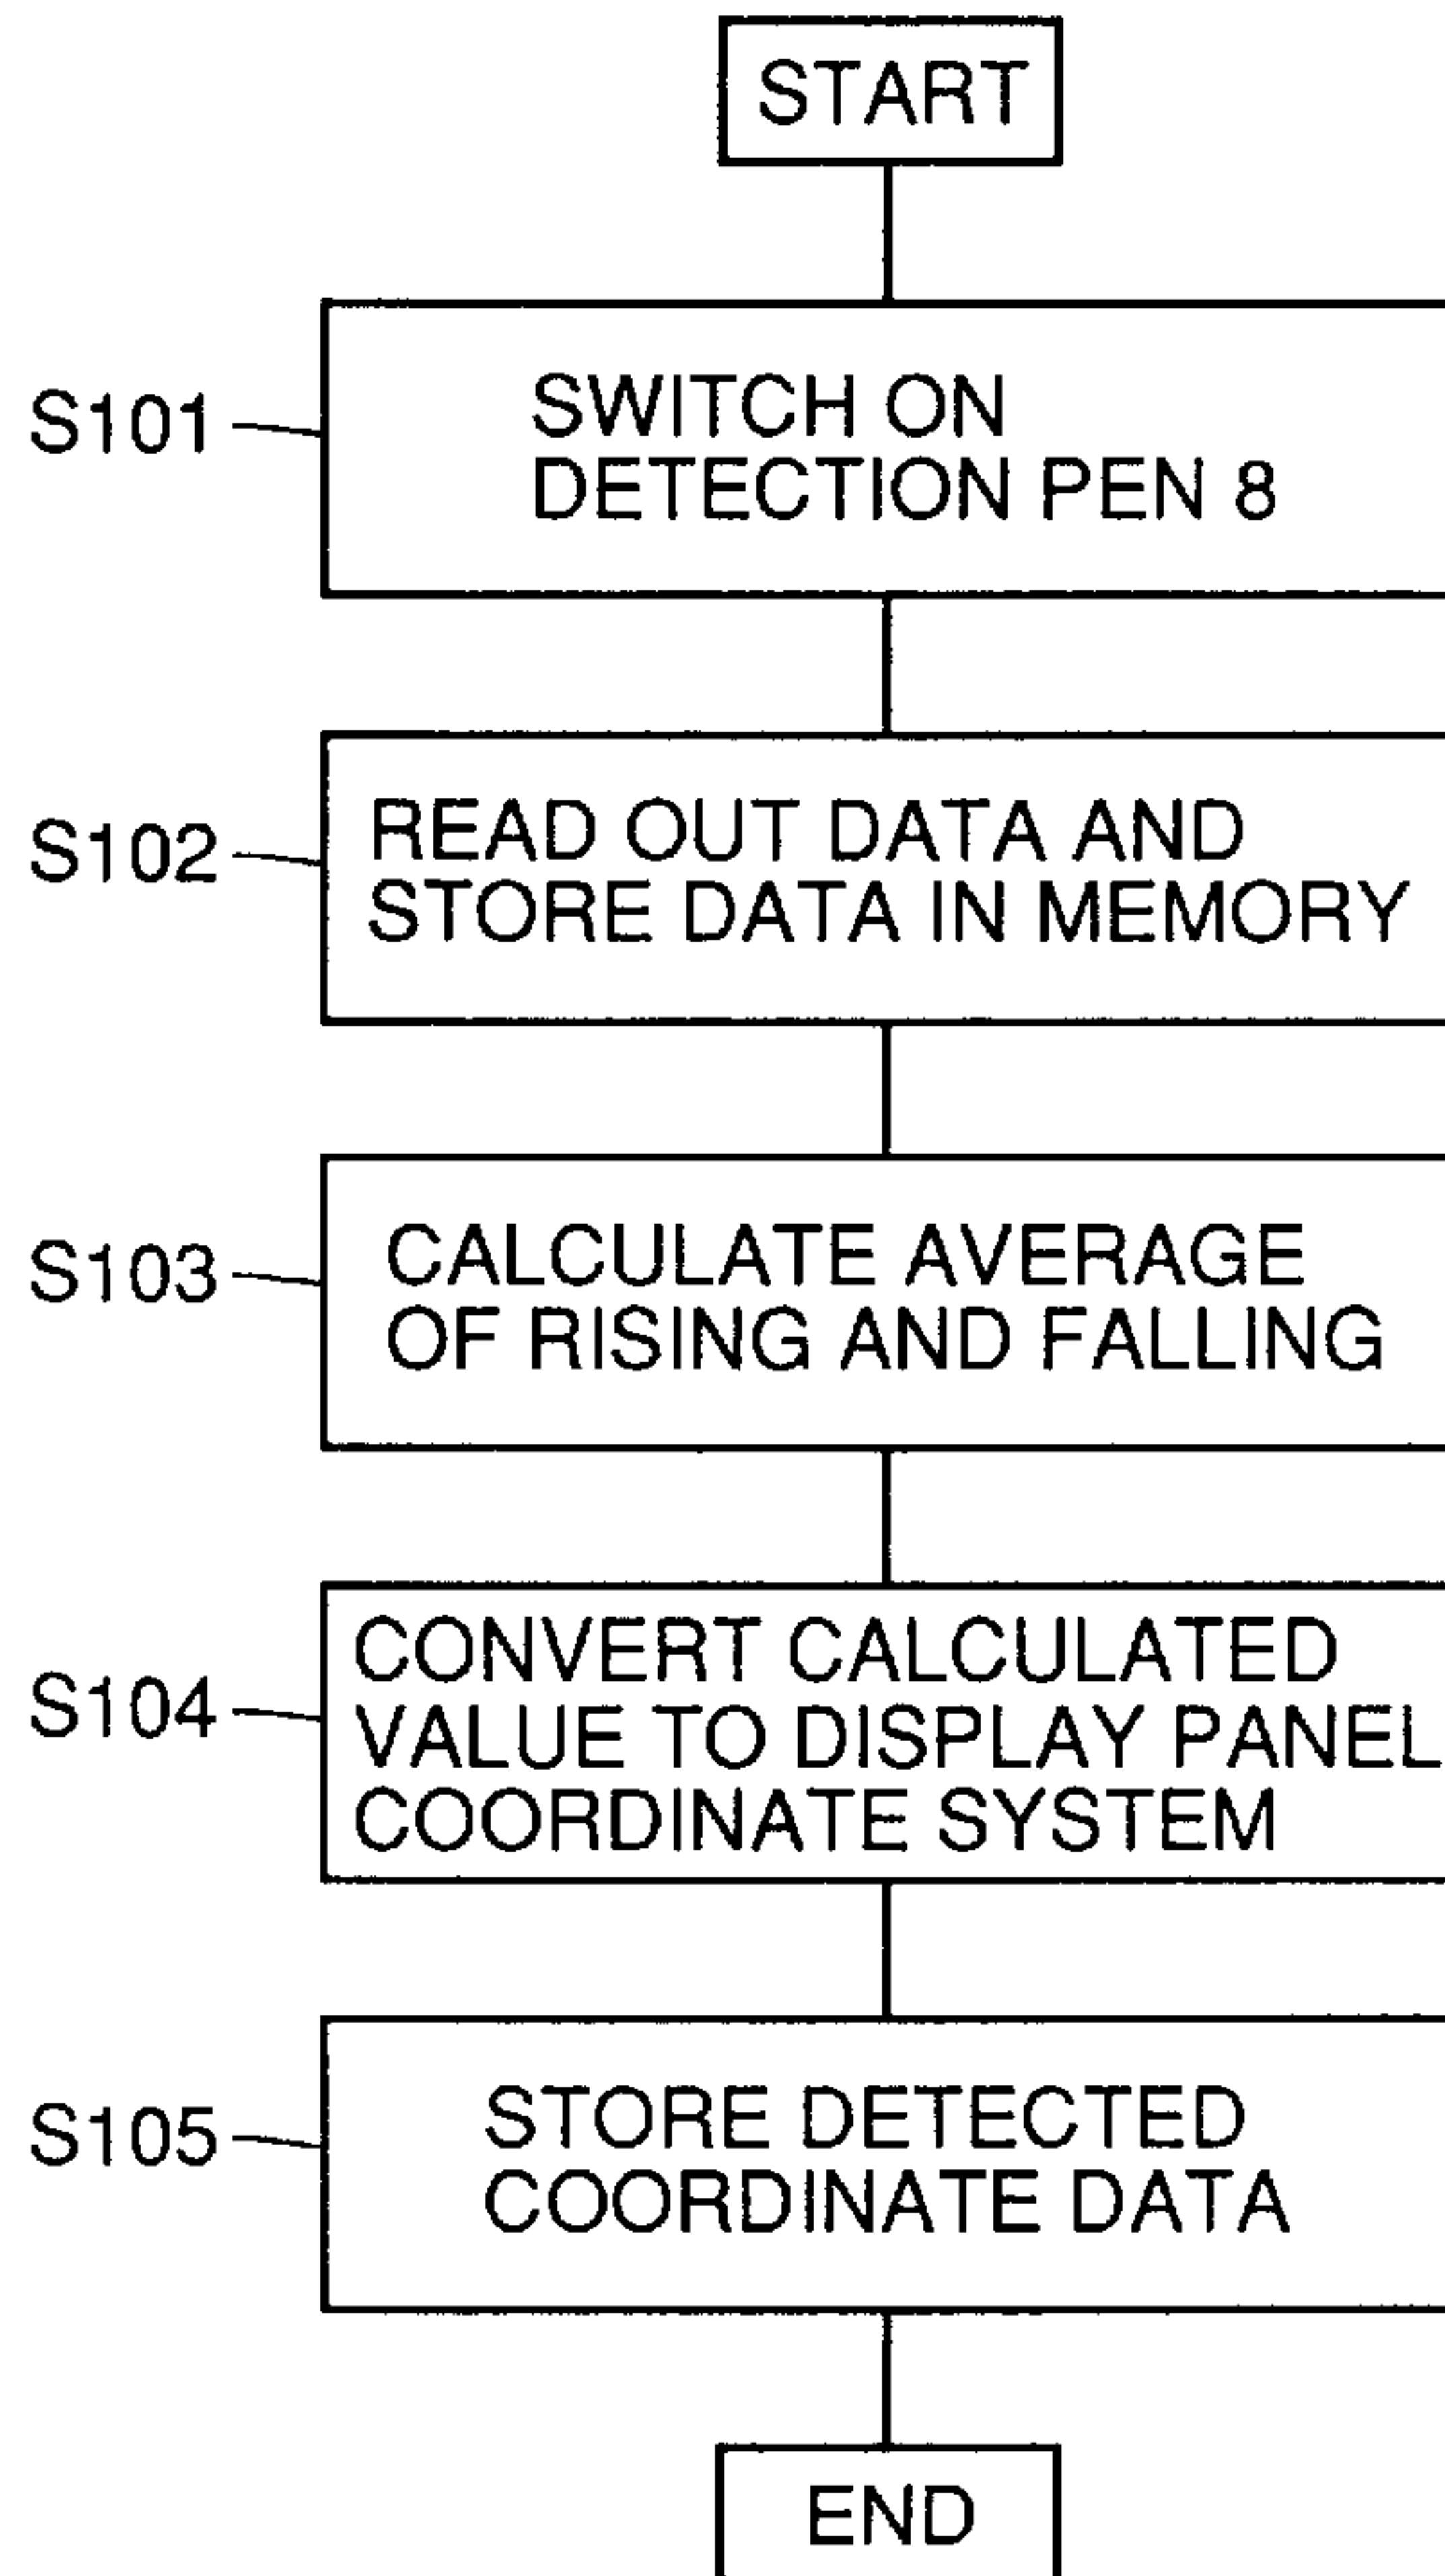 START
S101
SWITCH ON
DETECTION PEN 8
S102
READ OUT DATA AND
STORE DATA IN MEMORY
S103
CALCULATE AVERAGE
OF RISING AND FALLING
S104
CONVERT CALCULATED
VALUE TO DISPLAY PANEL
COORDINATE SYSTEM
S105
STORE DETECTED
COORDINATE DATA
END